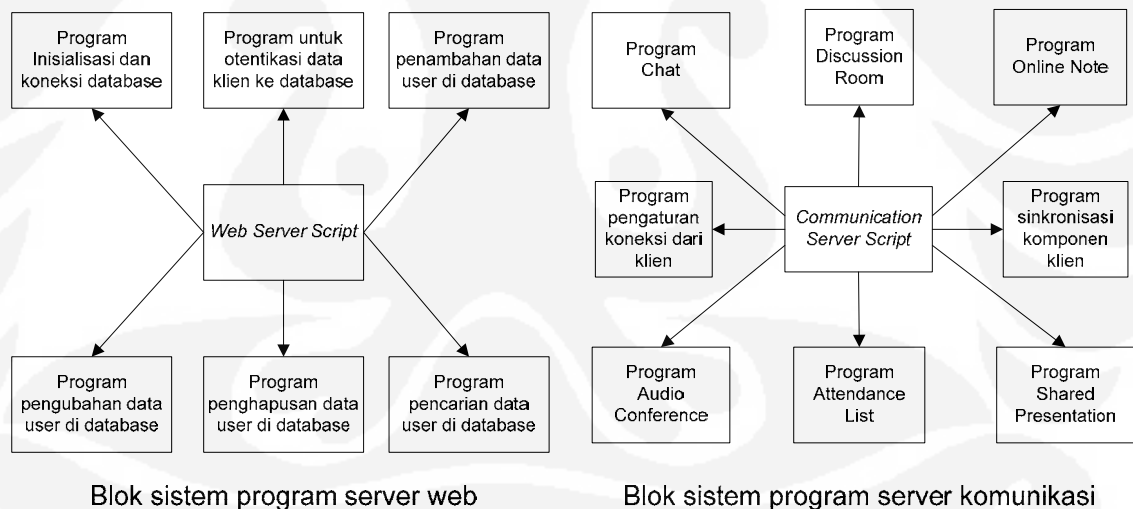 Program
Inisialisasi dan
koneksi database
Program untuk
otentikasi data
klien ke database
Program
penambahan data
user di database
Web Server Script
Program
pengubahan data
user di database
Program
penghapusan data
user di database
Program
pencarian data
user di database
Blok sistem program server web
Program
Chat
Program
Discussion
Room
Program
Online Note
Program
pengaturan
koneksi dari
klien
Communication
Server Script
Program
sinkronisasi
komponen
klien
Program
Audio
Conference
Program
Attendance
List
Program
Shared
Presentation
Blok sistem program server komunikasi